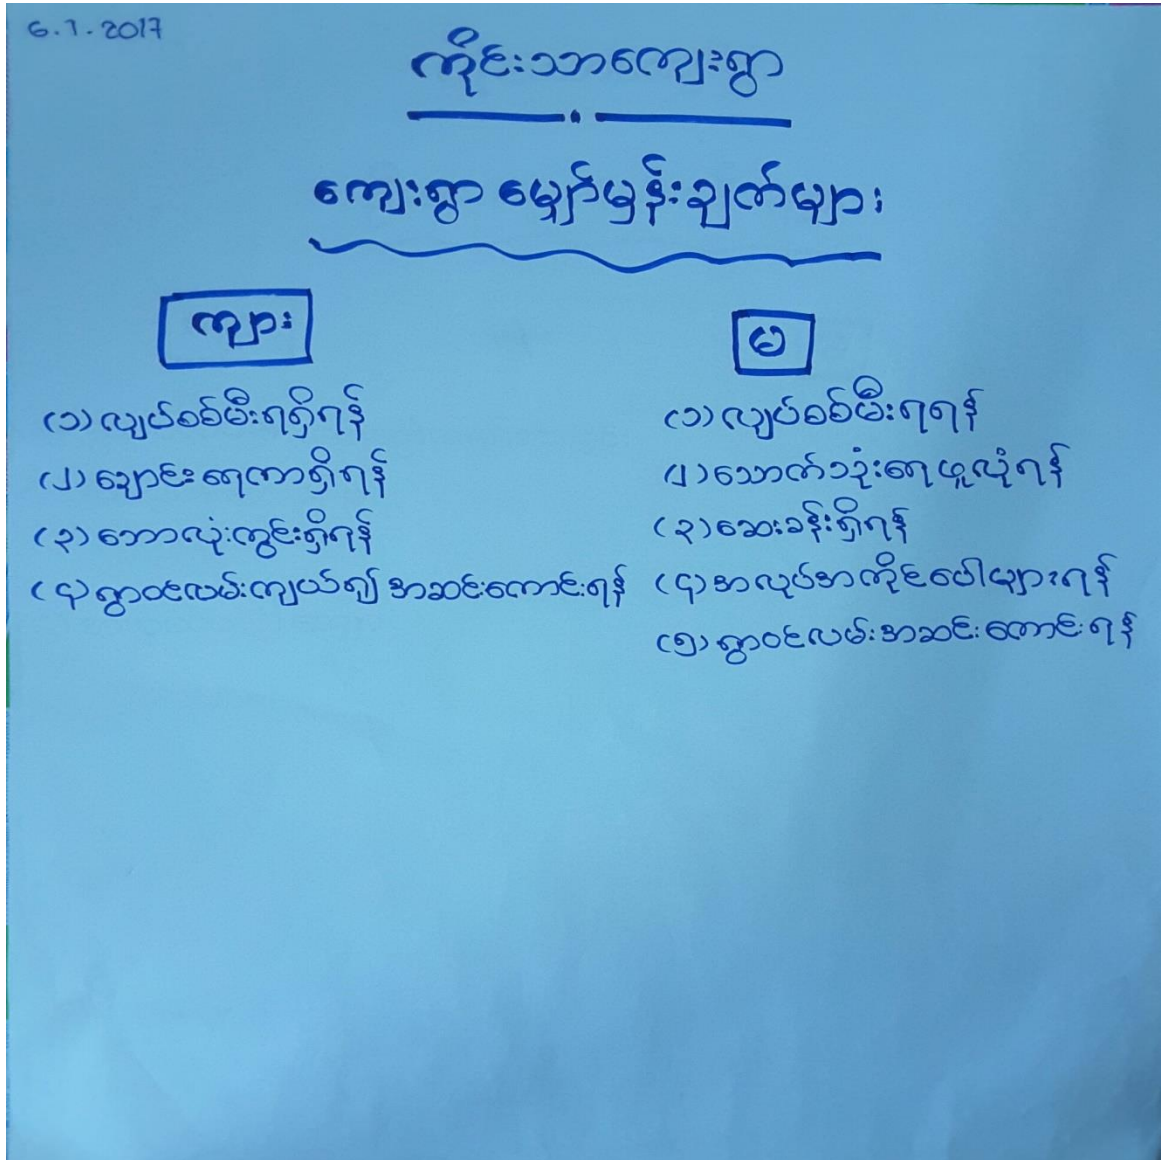 6.1.2017
ကိုင်းသာကျေးရွာ
ကျေးရွာ မျှော်မှန်းချက်များ
ကျား
(၁) လျှပ်စစ်မီးရရှိရန်
(၂) ချောင်းရေကာရှိရန်
(၃) ဘောလုံးကွင်းရှိရန်
(၄) ရွာဝင်လမ်းကျယ်၍ အဆင်းကောင်းရန်
မ
(၁) လျှပ်စစ်မီးရရန်
(၂) သောက်သုံးရေဖူလုံရန်
(၃) ဆေးခန်းရှိရန်
(၄) အလုပ်အကိုင်ပေါများရန်
(၅) ရွာဝင်လမ်းအဆင်းကောင်းရန်